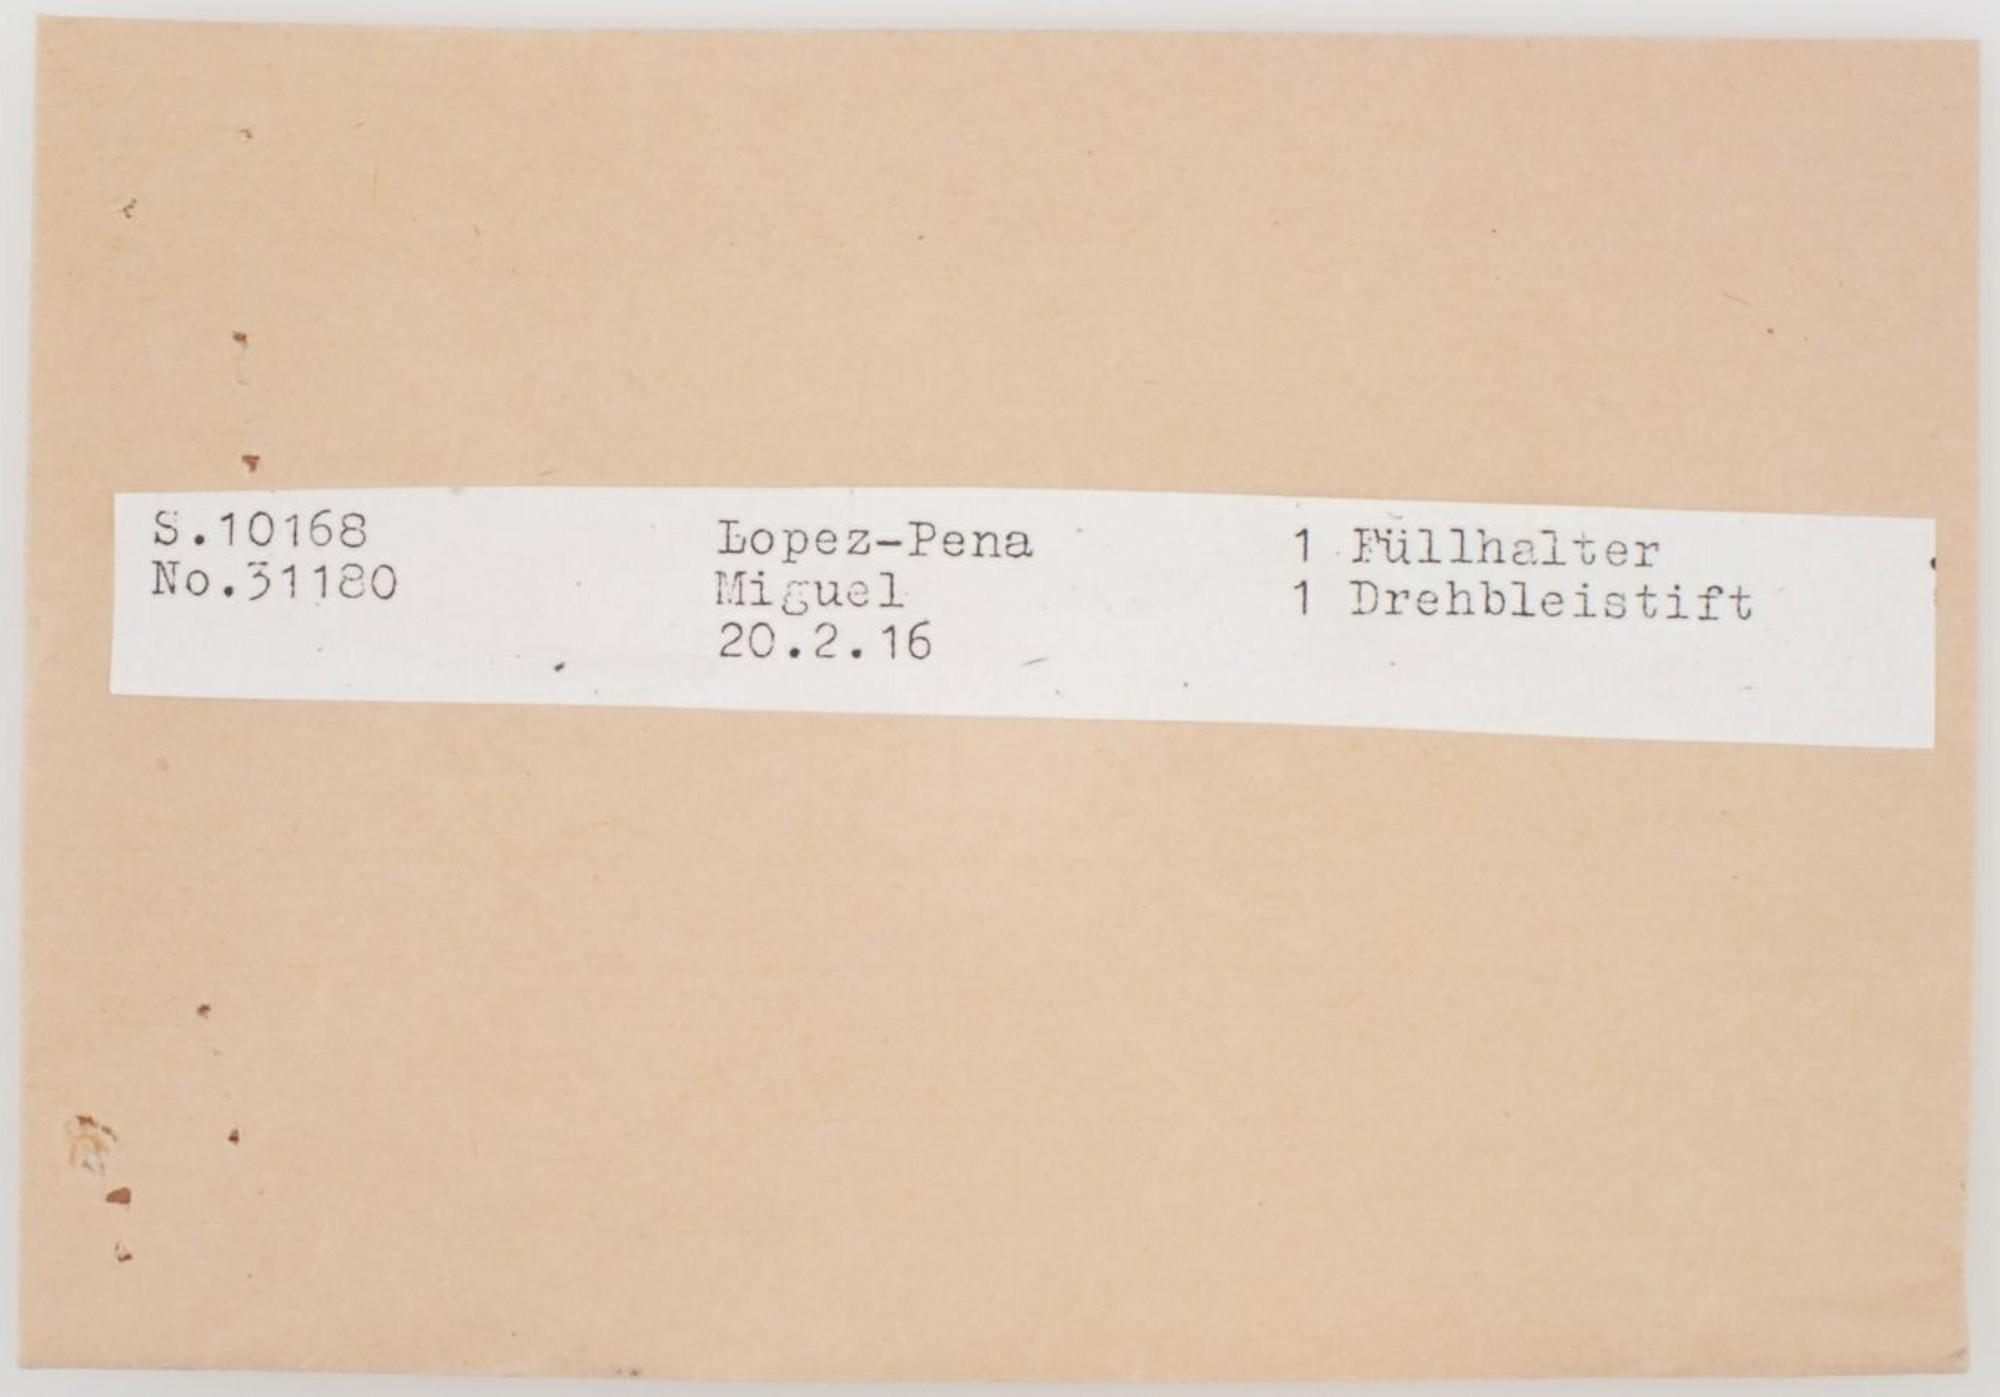 S.10168
No.31180
Lopez-Pena
Miguel
20.2.16
1 Füllhalter
1 Drehbleistift